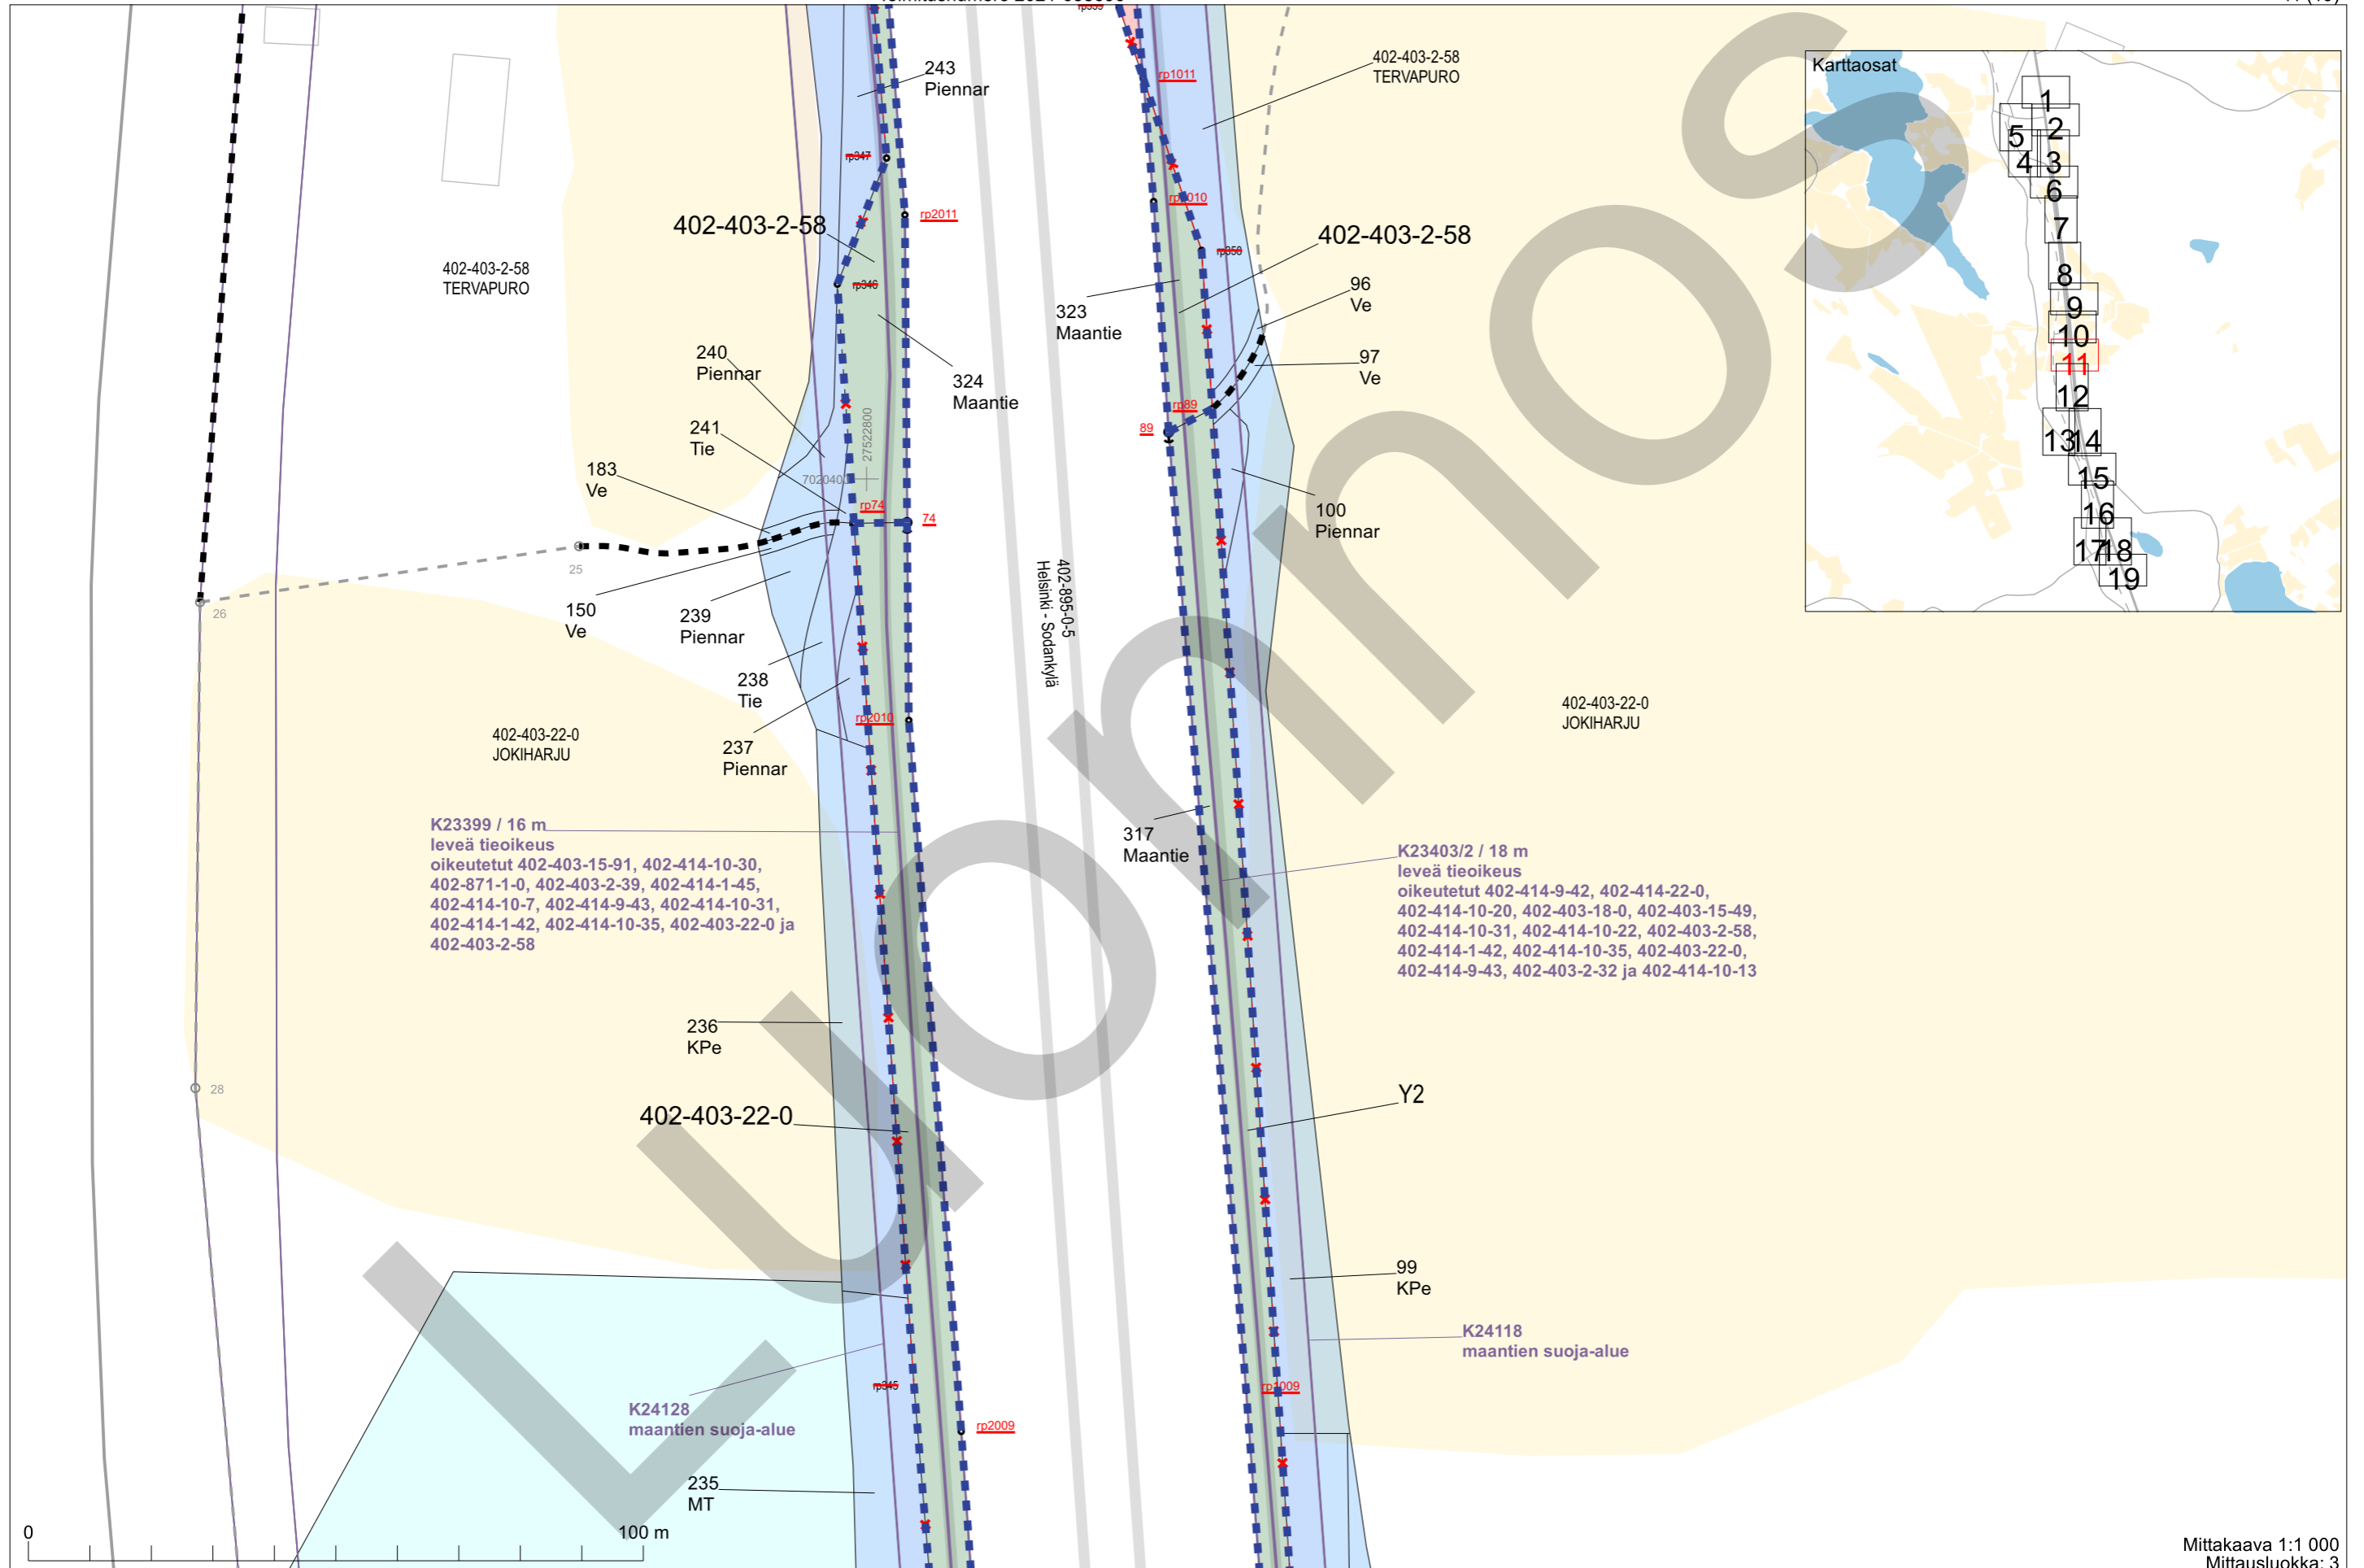 243
Piennar
402-403-2-58
TERVAPURO
rp1011
rp347
402-403-2-58
rp2011
rp346
402-403-2-58
TERVAPURO
402-403-2-58
rp350
323
Maantie
96
Ve
97
Ve
240
Piennar
324
Maantie
241
Tie
27522800
rp89
89
183
Ve
rp74
74
100
Piennar
25
26
150
Ve
239
Piennar
402-895-0-5
Helsinki - Sodankylä
238
Tie
rp2010
237
Piennar
402-403-22-0
JOKIHARJU
402-403-22-0
JOKIHARJU
K23399 / 16 m
leveä tieoikeus
oikeutetut 402-403-15-91, 402-414-10-30,
402-871-1-0, 402-403-2-39, 402-414-1-45,
402-414-10-7, 402-414-9-43, 402-414-10-31,
402-414-1-42, 402-414-10-35, 402-403-22-0 ja
402-403-2-58
317
Maantie
K23403/2 / 18 m
leveä tieoikeus
oikeutetut 402-414-9-42, 402-414-22-0,
402-414-10-20, 402-403-18-0, 402-403-15-49,
402-414-10-31, 402-414-10-22, 402-403-2-58,
402-414-1-42, 402-414-10-35, 402-403-22-0,
402-414-9-43, 402-403-2-32 ja 402-414-10-13
236
KPe
28
402-403-22-0
Y2
99
KPe
K24118
maantien suoja-alue
rp345
rp1009
K24128
maantien suoja-alue
rp2009
235
MT
0
100 m
Karttaosat
1
2
5
4
3
6
7
8
9
10
11
12
13
14
15
16
17
18
19
Luonnos
Mittakaava 1:1 000
Mittausluokka: 3